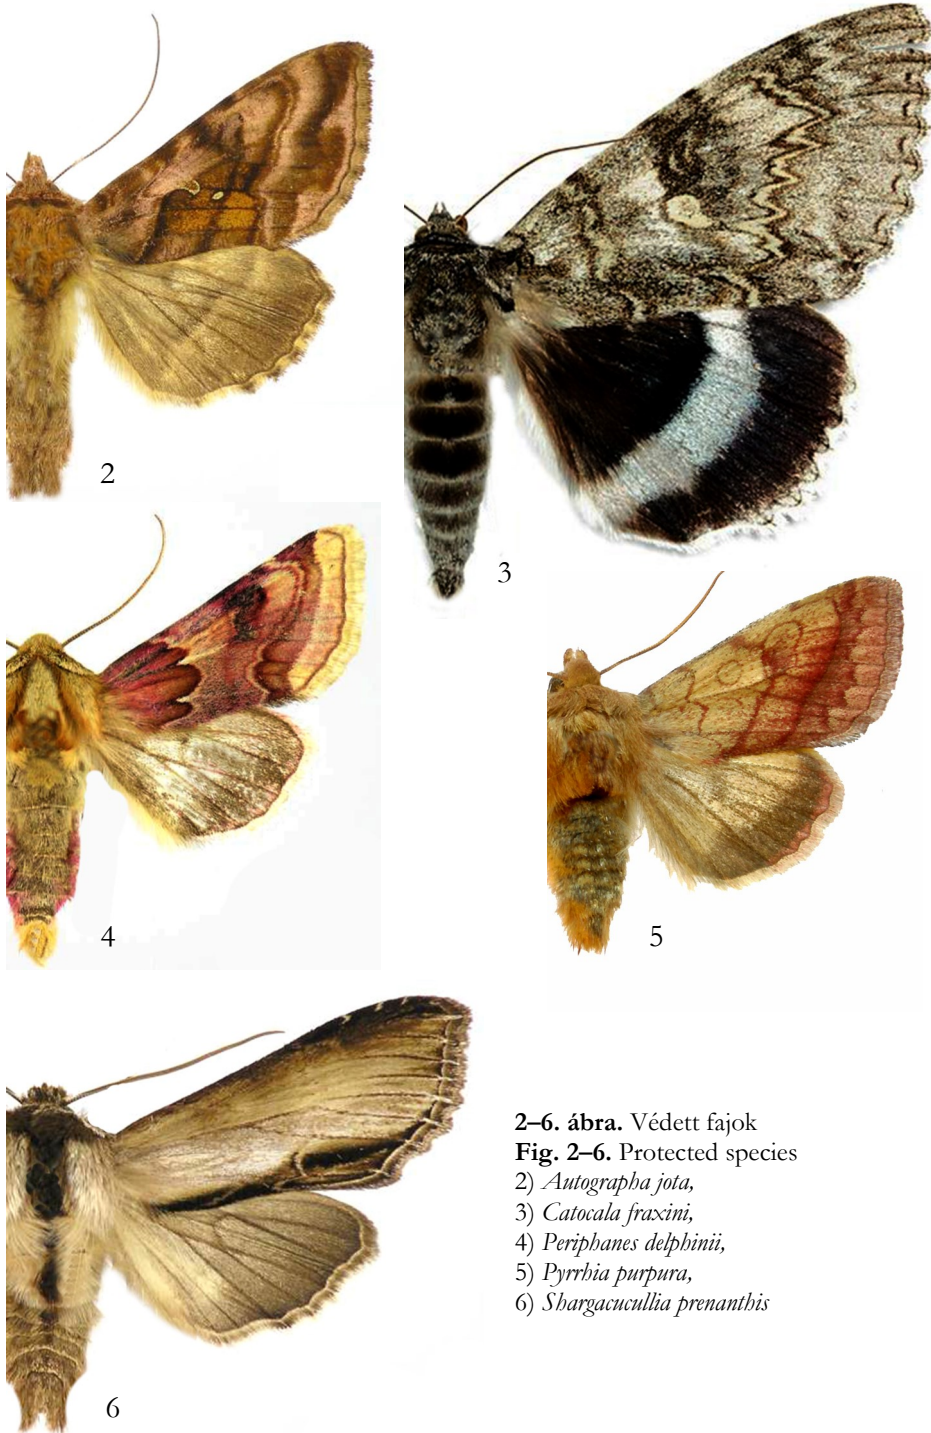 2
3
4
5
6
2–6. ábra. Védett fajok
Fig. 2–6. Protected species
2) Autographa jota,
3) Catocala fraxini,
4) Periphanes delphinii,
5) Pyrrhia purpura,
6) Shargacucullia prenanthis